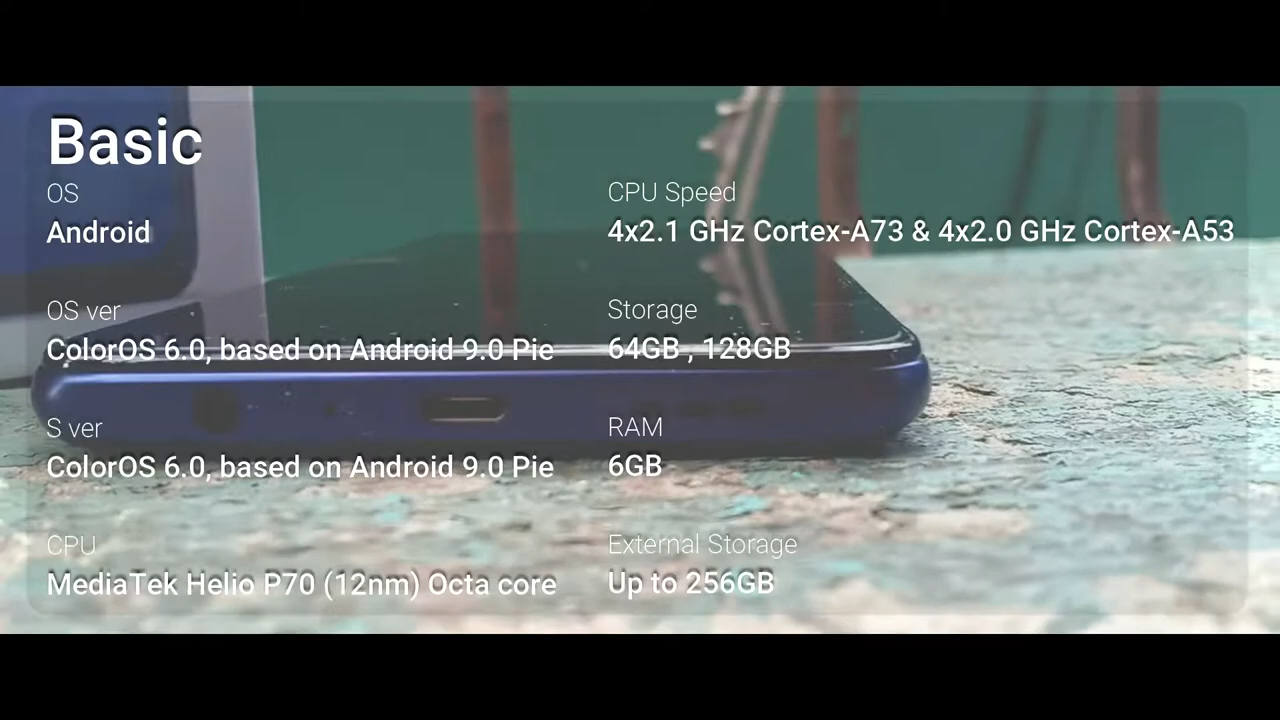 Basic
OS
Android
OS ver
ColorOS 6.0, based on Android 9.0 Pie
S ver
ColorOS 6.0, based on Android 9.0 Pie
CPU
MediaTek Helio P70 (12nm) Octa core
CPU Speed
4x2.1 GHz Cortex-A73 & 4x2.0 GHz Cortex-A53
Storage
64GB , 128GB
RAM
6GB
External Storage
Up to 256GB